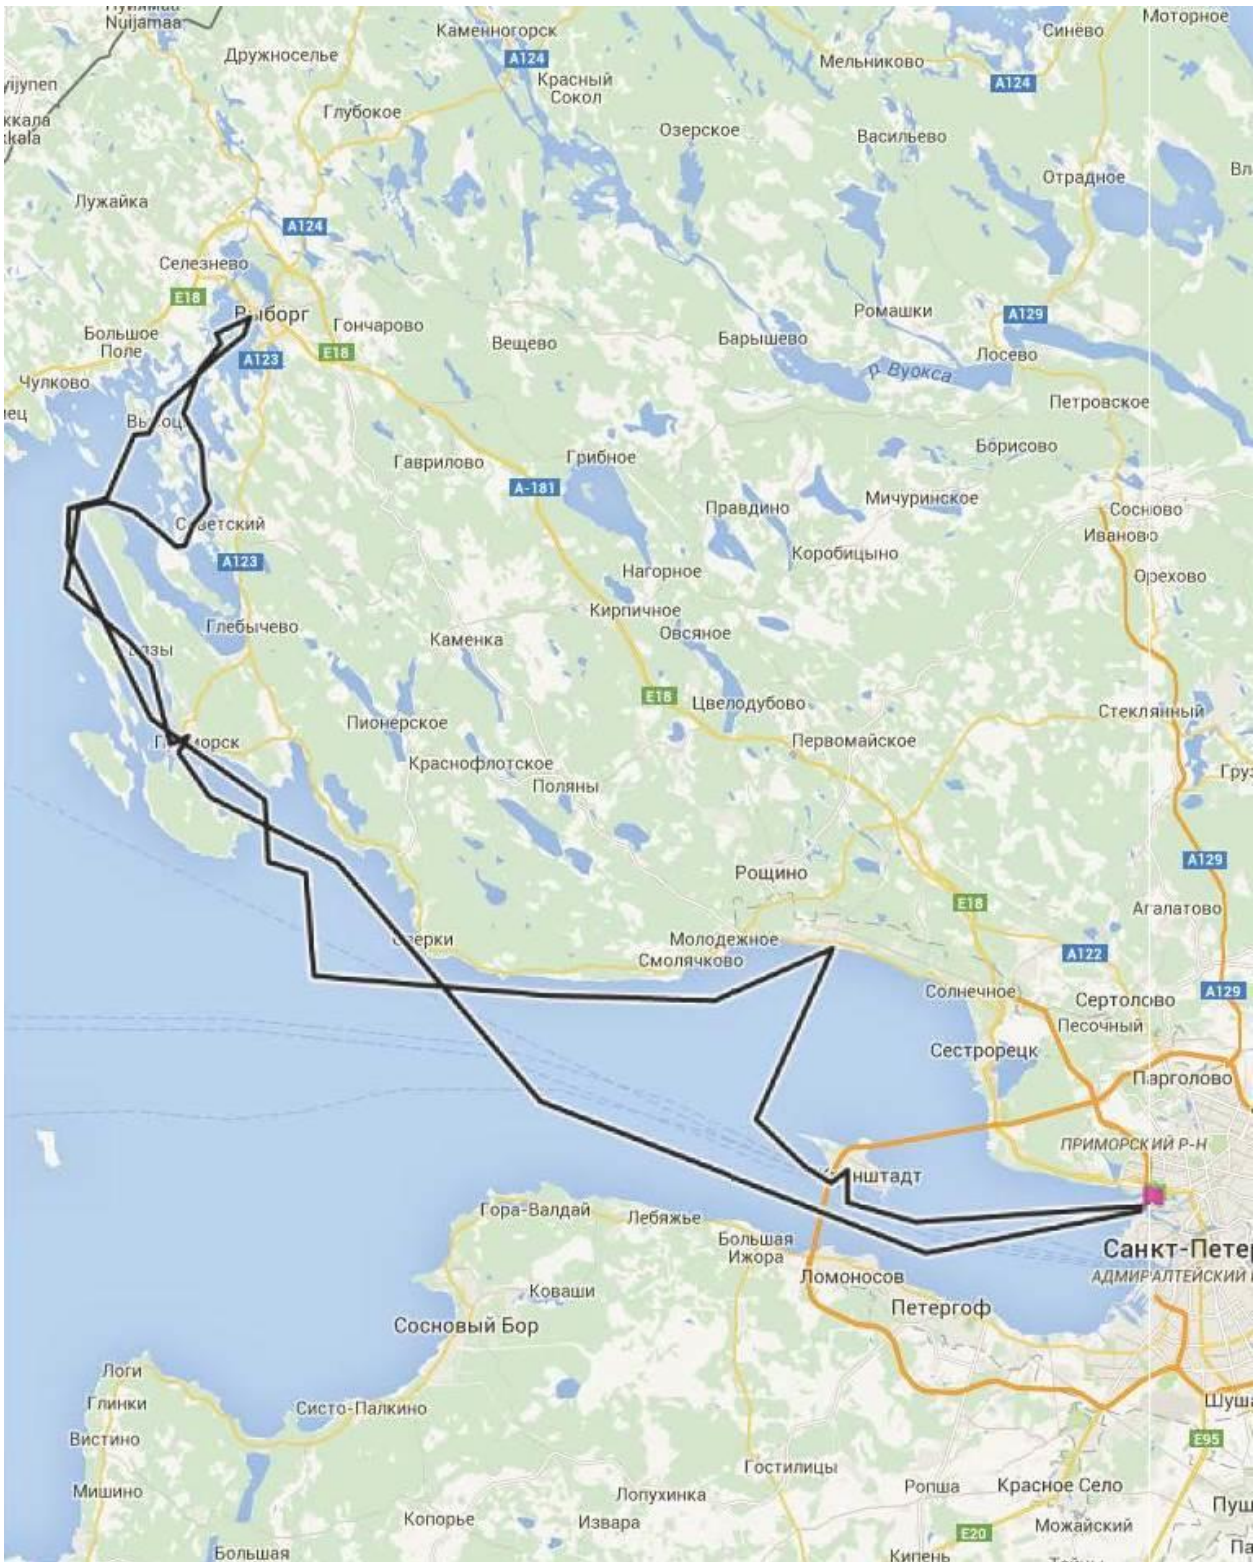 Nuijamaa
Каменногорск
Синёво
Моторное
Дружноселье
A124
Мельниково
A124
Красный
Сокол
Глубокое
Озерское
Васильево
Отрадное
Лужайка
A124
Селезнево
E18
Ромашки
A129
Гончарово
Большое
Поле
Вещево
Барышево
A123
E18
Лосево
р. Вуокса
Чулково
Петровское
Борисово
Гаврилово
Грибное
A-181
Мичуринское
Правдино
Сосново
Советский
Иваново
Коробицыно
A123
Нагорное
Орехово
Кирпичное
Глебычево
Каменка
Овсяное
E18
Цвелодубово
Стеклянный
Пионерское
Первомайское
Краснофлотское
Поляны
A129
Рощино
E18
Агалатово
Молодежное
A122
Смолячково
Солнечное
A129
Сертолово
Песочный
Сестрорецк
Парголово
ПРИМОРСКИЙ Р-Н
Гора-Валдай
Лебяжье
Большая
Ижора
Ломоносов
Коваши
Петергоф
Сосновый Бор
Логи
Глинки
Систо-Палкино
Вистино
E95
Гостилицы
Мишино
Лопухинка
Ропша
Красное Село
Копорье
Извара
E20
Можайский
Большая
Кипень